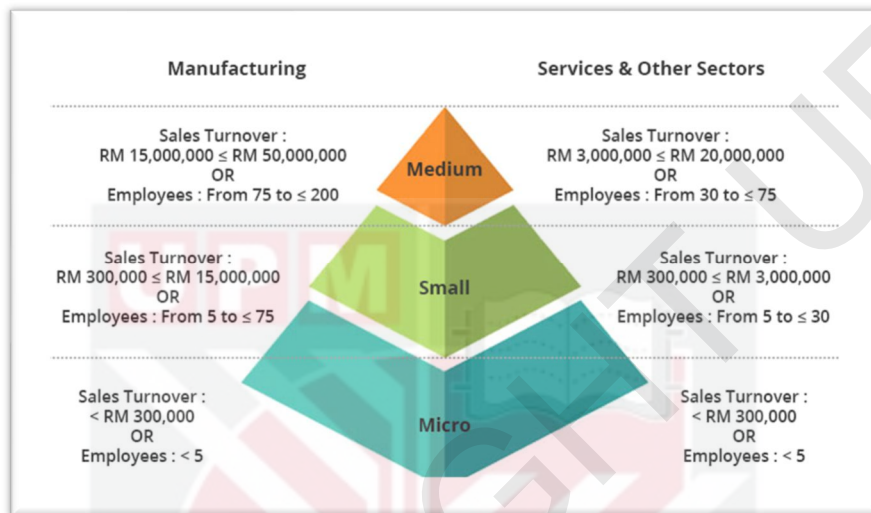 Manufacturing
Services & Other Sectors
Sales Turnover :
RM 15,000,000 ≤ RM 50,000,000
OR
Employees : From 75 to ≤ 200
Medium
Sales Turnover :
RM 3,000,000 ≤ RM 20,000,000
OR
Employees : From 30 to ≤ 75
Sales Turnover :
RM 300,000 ≤ RM 15,000,000
OR
Employees : From 5 to ≤ 75
Small
Sales Turnover :
RM 300,000 ≤ RM 3,000,000
OR
Employees : From 5 to ≤ 30
Sales Turnover :
< RM 300,000
OR
Employees : < 5
Micro
Sales Turnover :
< RM 300,000
OR
Employees : < 5
UPM